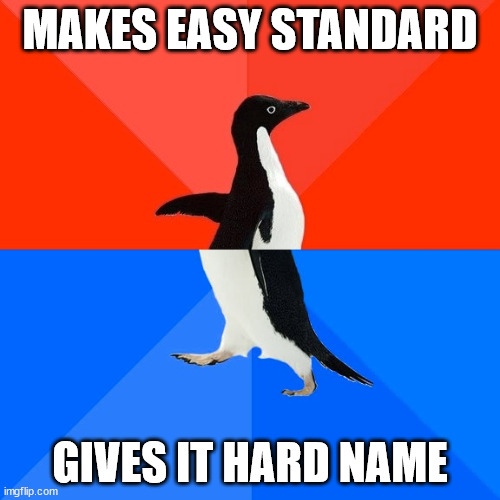 MAKES EASY STANDARD
GIVES IT HARD NAME
imgflip.com